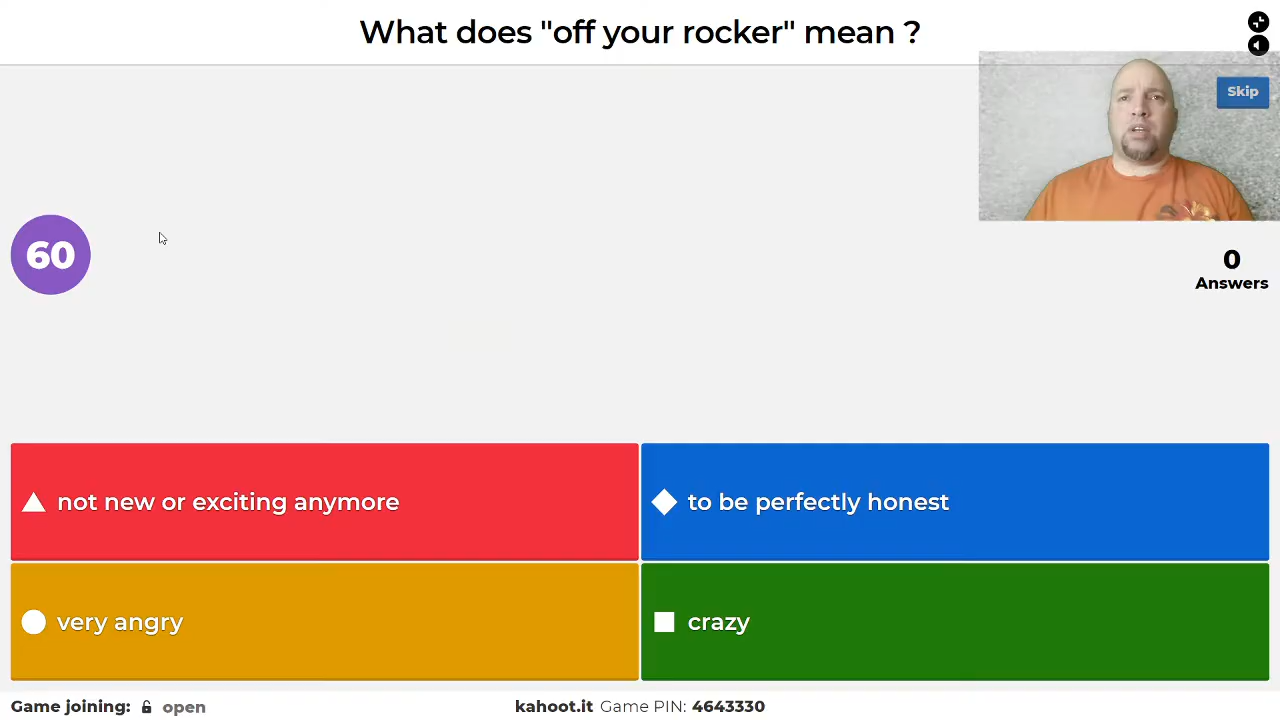 What does "off your rocker" mean ?
Skip
60
0
Answers
not new or exciting anymore
to be perfectly honest
very angry
crazy
Game joining: open
kahoot.it Game PIN: 4643330